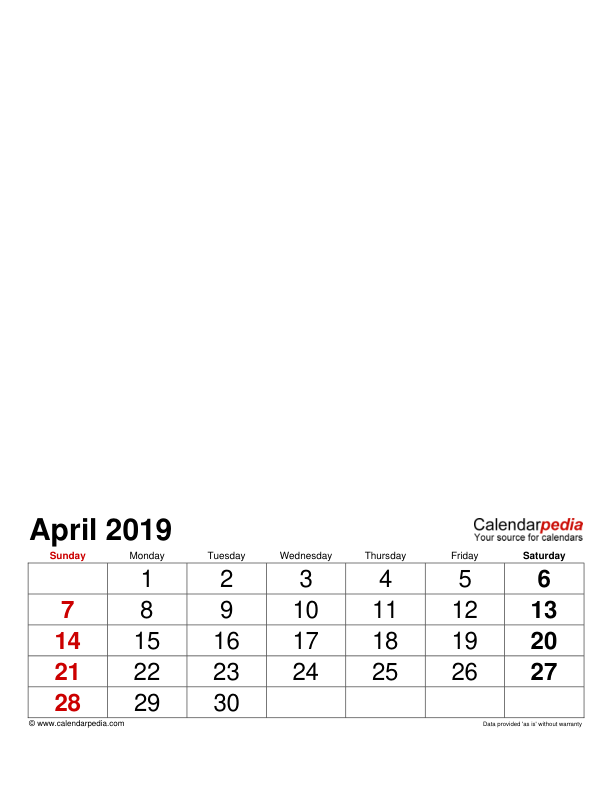 April 2019
Calendarpedia
Your source for calendars
Sunday Monday Tuesday Wednesday Thursday Friday Saturday
1 2 3 4 5 6
7 8 9 10 11 12 13
14 15 16 17 18 19 20
21 22 23 24 25 26 27
28 29 30
© www.calendarpedia.com Data provided 'as is' without warranty